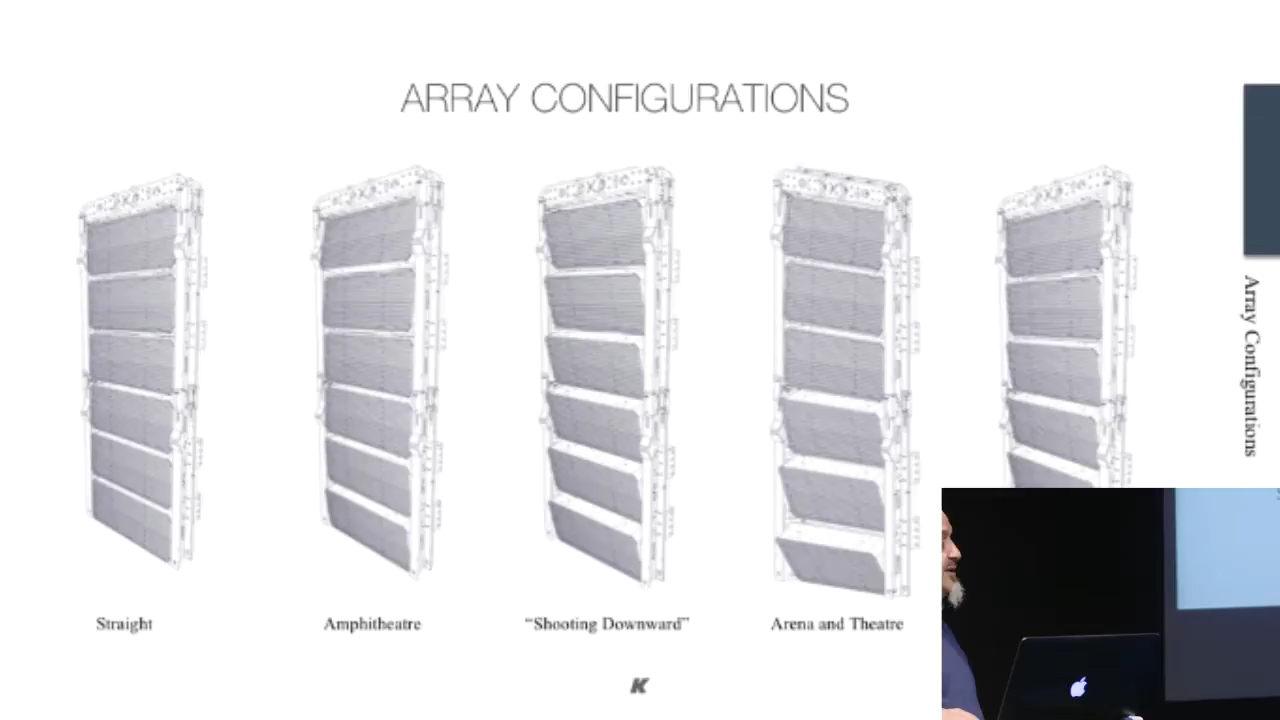 ARRAY CONFIGURATIONS
Straight
Amphitheatre
“Shooting Downward”
Arena and Theatre
K
Array Configurations